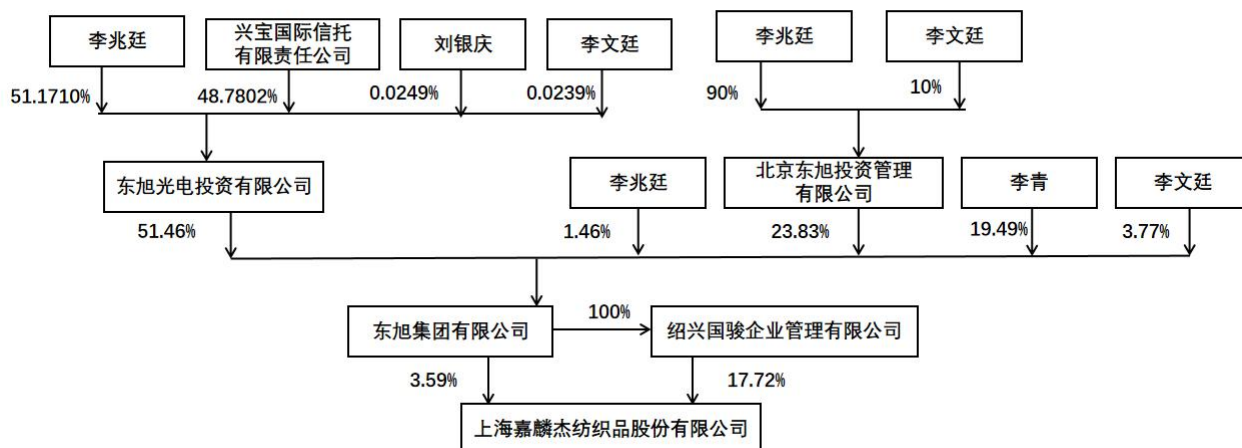 李兆廷
兴宝国际信托
有限责任公司
刘银庆
李文廷
李兆廷
李文廷
51.1710%
48.7802%
0.0249%
0.0239%
90%
10%
东旭光电投资有限公司
李兆廷
北京东旭投资管理
有限公司
李青
李文廷
51.46%
1.46%
23.83%
19.49%
3.77%
东旭集团有限公司
100%
绍兴国骏企业管理有限公司
3.59%
17.72%
上海嘉麟杰纺织品股份有限公司